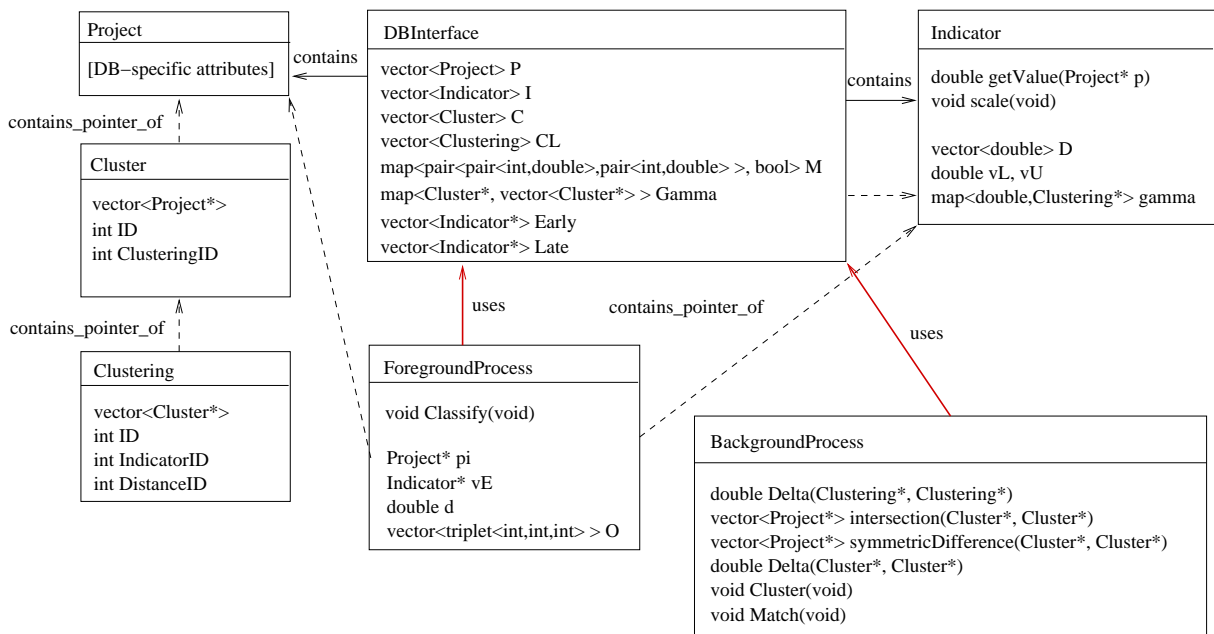 Project
[DB−specific attributes]
contains
DBInterface
vector<Project> P
vector<Indicator> I
vector<Cluster> C
vector<Clustering> CL
map<pair<pair<int,double>,pair<int,double> >, bool> M
map<Cluster*, vector<Cluster*> > Gamma
vector<Indicator*> Early
vector<Indicator*> Late
contains
Indicator
double getValue(Project* p)
void scale(void)
vector<double> D
double vL, vU
map<double,Clustering*> gamma
contains_pointer_of
Cluster
vector<Project*>
int ID
int ClusteringID
contains_pointer_of
Clustering
vector<Cluster*>
int ID
int IndicatorID
int DistanceID
uses
contains_pointer_of
uses
ForegroundProcess
void Classify(void)
Project* pi
Indicator* vE
double d
vector<triplet<int,int,int> > O
BackgroundProcess
double Delta(Clustering*, Clustering*)
vector<Project*> intersection(Cluster*, Cluster*)
vector<Project*> symmetricDifference(Cluster*, Cluster*)
double Delta(Cluster*, Cluster*)
void Cluster(void)
void Match(void)